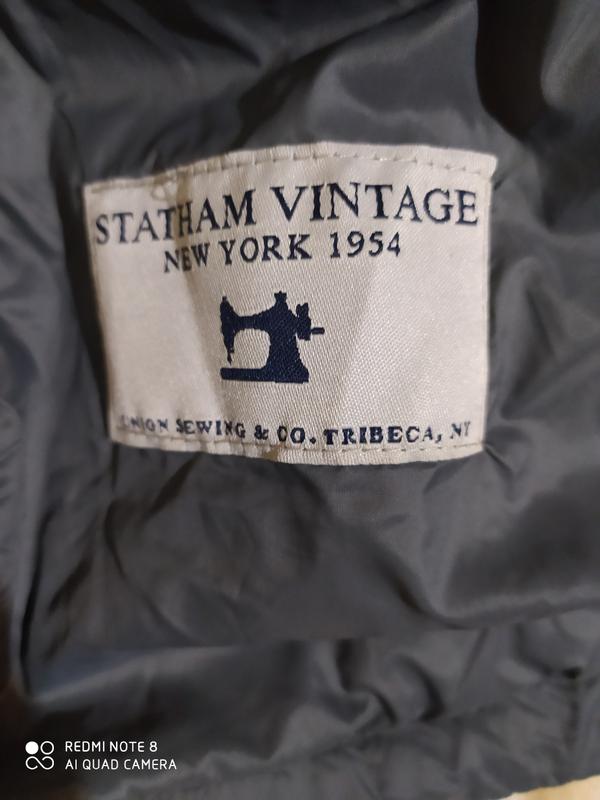 STATHAM VINTAGE
NEW YORK 1954
UNION SEWING & CO. TRIBECA, NY
REDMI NOTE 8
AI QUAD CAMERA